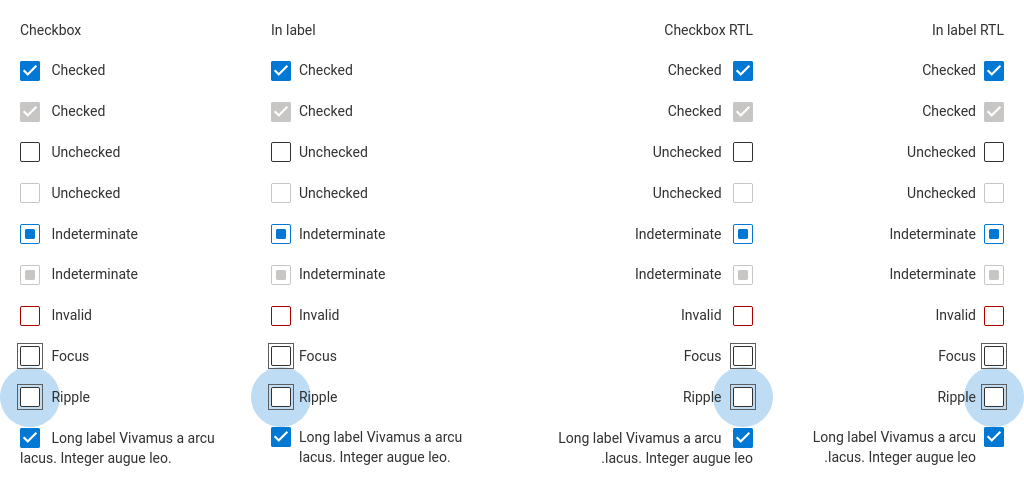 Checkbox
Checked
Checked
Unchecked
Unchecked
Indeterminate
Indeterminate
Invalid
Focus
Ripple
Long label Vivamus a arcu
lacus. Integer augue leo.
In label
Checked
Checked
Unchecked
Unchecked
Indeterminate
Indeterminate
Invalid
Focus
Ripple
Long label Vivamus a arcu
lacus. Integer augue leo.
Checkbox RTL
Checked
Checked
Unchecked
Unchecked
Indeterminate
Indeterminate
Invalid
Focus
Ripple
Long label Vivamus a arcu
.lacus. Integer augue leo
In label RTL
Checked
Checked
Unchecked
Unchecked
Indeterminate
Indeterminate
Invalid
Focus
Ripple
Long label Vivamus a arcu
.lacus. Integer augue leo